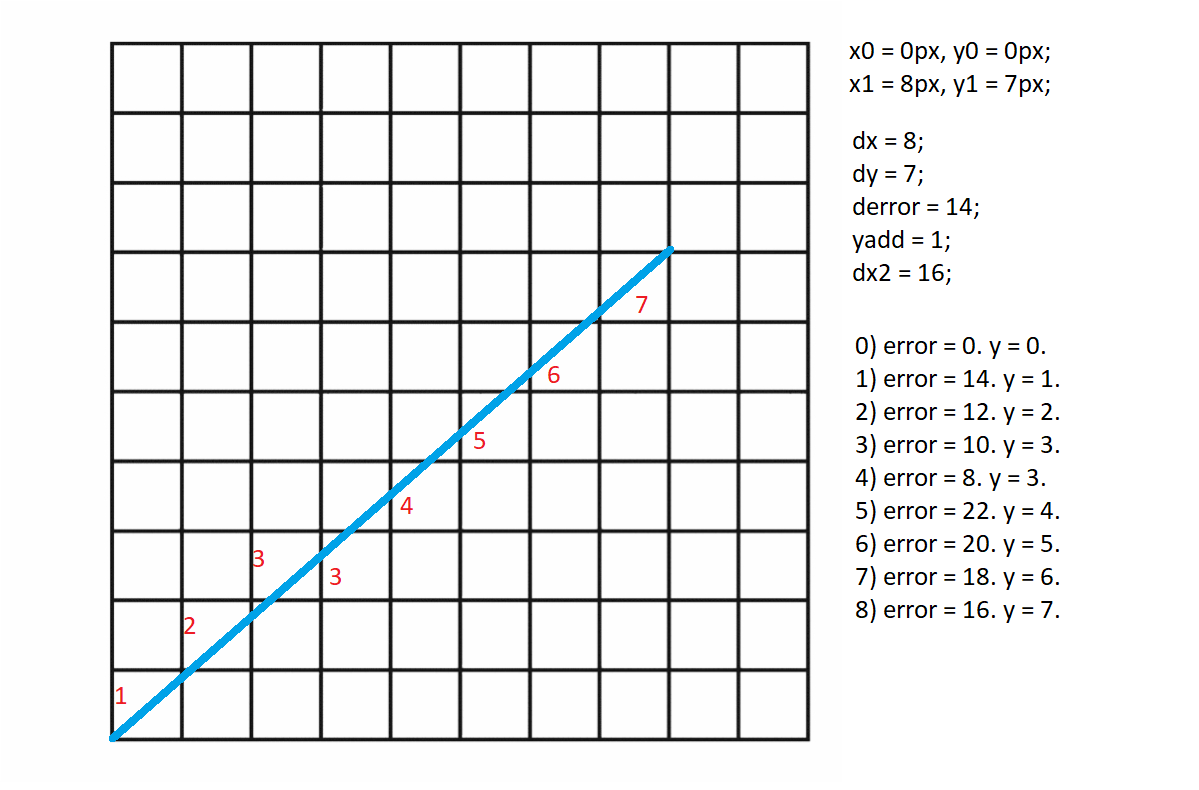 x0 = 0px, y0 = 0px;
x1 = 8px, y1 = 7px;
dx = 8;
dy = 7;
derror = 14;
yadd = 1;
dx2 = 16;
0) error = 0. y = 0.
1) error = 14. y = 1.
2) error = 12. y = 2.
3) error = 10. y = 3.
4) error = 8. y = 3.
5) error = 22. y = 4.
6) error = 20. y = 5.
7) error = 18. y = 6.
8) error = 16. y = 7.
7
6
5
4
3
3
2
1